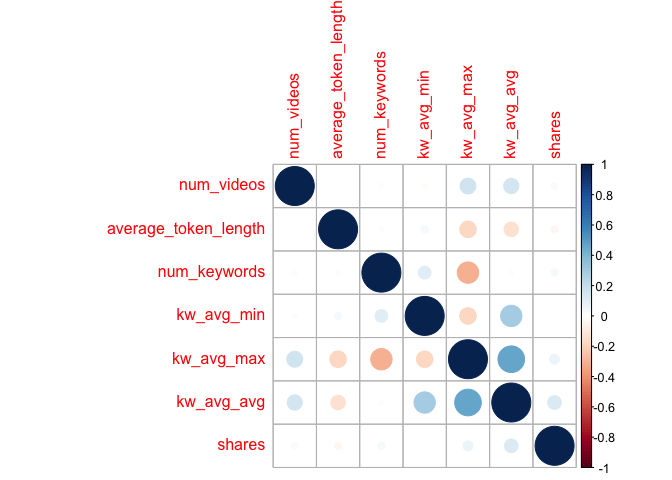 num_videos
average_token_length
num_keywords
kw_avg_min
kw_avg_max
kw_avg_avg
shares
num_videos
average_token_length
num_keywords
kw_avg_min
kw_avg_max
kw_avg_avg
shares
1
0.8
0.6
0.4
0.2
0
-0.2
-0.4
-0.6
-0.8
-1